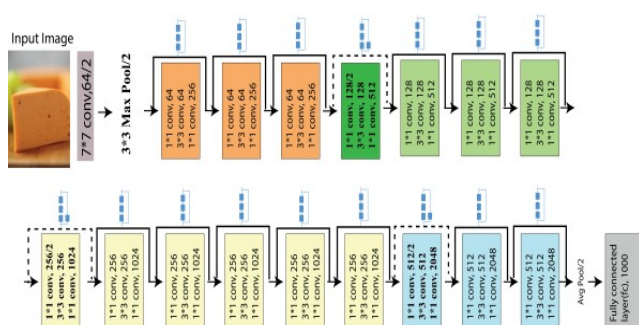 Input Image
7*7 conv,64/2
3*3 Max Pool/2
1*1 conv, 64
3*3 conv, 64
1*1 conv, 256
1*1 conv, 64
3*3 conv, 64
1*1 conv, 256
1*1 conv, 64
3*3 conv, 64
1*1 conv, 256
1*1 conv, 128/2
3*3 conv, 128
1*1 conv, 512
1*1 conv, 128
3*3 conv, 128
1*1 conv, 512
1*1 conv, 128
3*3 conv, 128
1*1 conv, 512
1*1 conv, 128
3*3 conv, 128
1*1 conv, 512
1*1 conv, 256/2
3*3 conv, 256
1*1 conv, 1024
1*1 conv, 256
3*3 conv, 256
1*1 conv, 1024
1*1 conv, 256
3*3 conv, 256
1*1 conv, 1024
1*1 conv, 256
3*3 conv, 256
1*1 conv, 1024
1*1 conv, 256
3*3 conv, 256
1*1 conv, 1024
1*1 conv, 256
3*3 conv, 256
1*1 conv, 1024
1*1 conv, 512/2
3*3 conv, 512
1*1 conv, 2048
1*1 conv, 512
3*3 conv, 512
1*1 conv, 2048
1*1 conv, 512
3*3 conv, 512
1*1 conv, 2048
Avg Pool/2
Fully connected
layer(fc), 1000